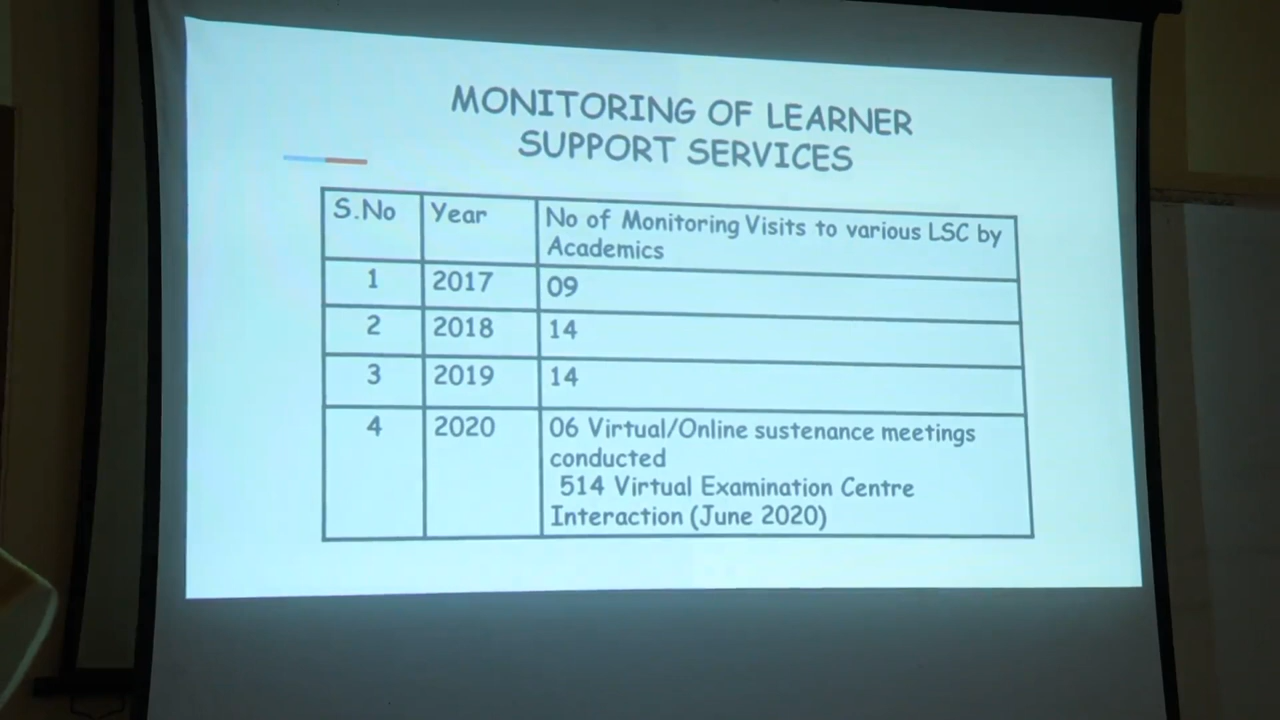 MONITORING OF LEARNER
SUPPORT SERVICES
S.No Year No of Monitoring Visits to various LSC by
Academics
1 2017 09
2 2018 14
3 2019 14
4 2020 06 Virtual/Online sustenance meetings
conducted
514 Virtual Examination Centre
Interaction (June 2020)